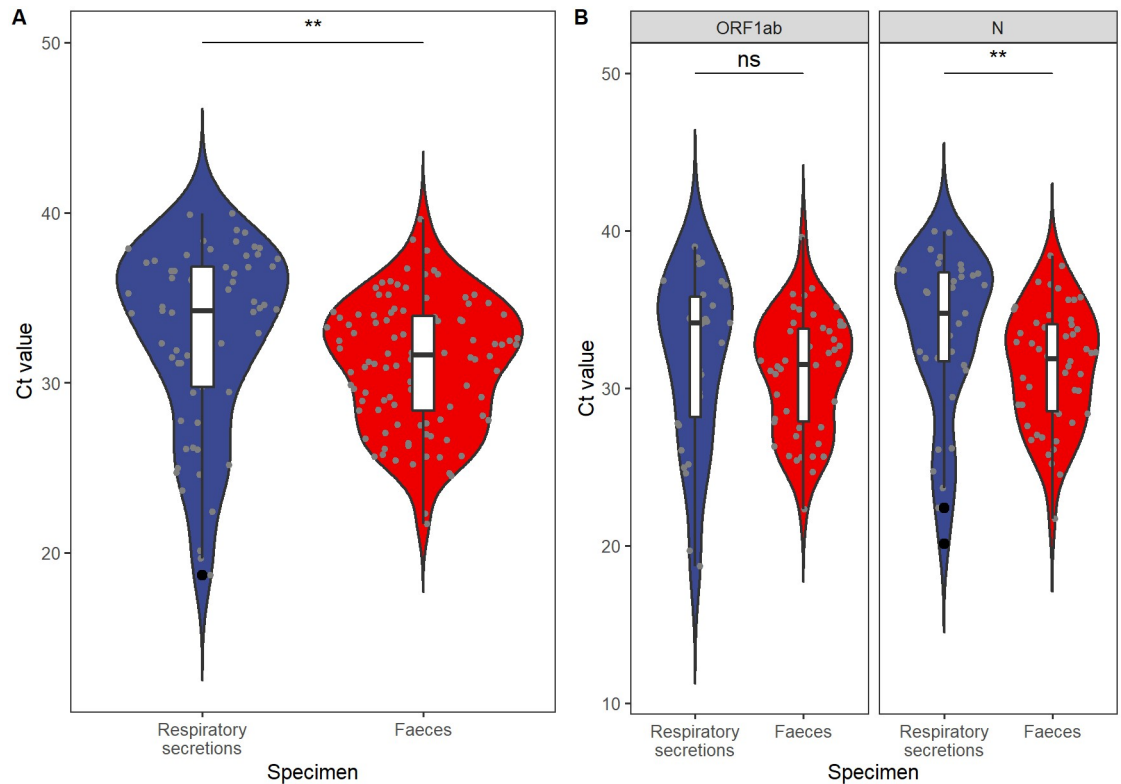 A
**
50
40
30
20
Ct value
Respiratory
secretions
Faeces
Specimen
B
ORF1ab
N
ns
**
50
40
30
20
10
Ct value
Respiratory
secretions
Faeces
Respiratory
secretions
Faeces
Specimen